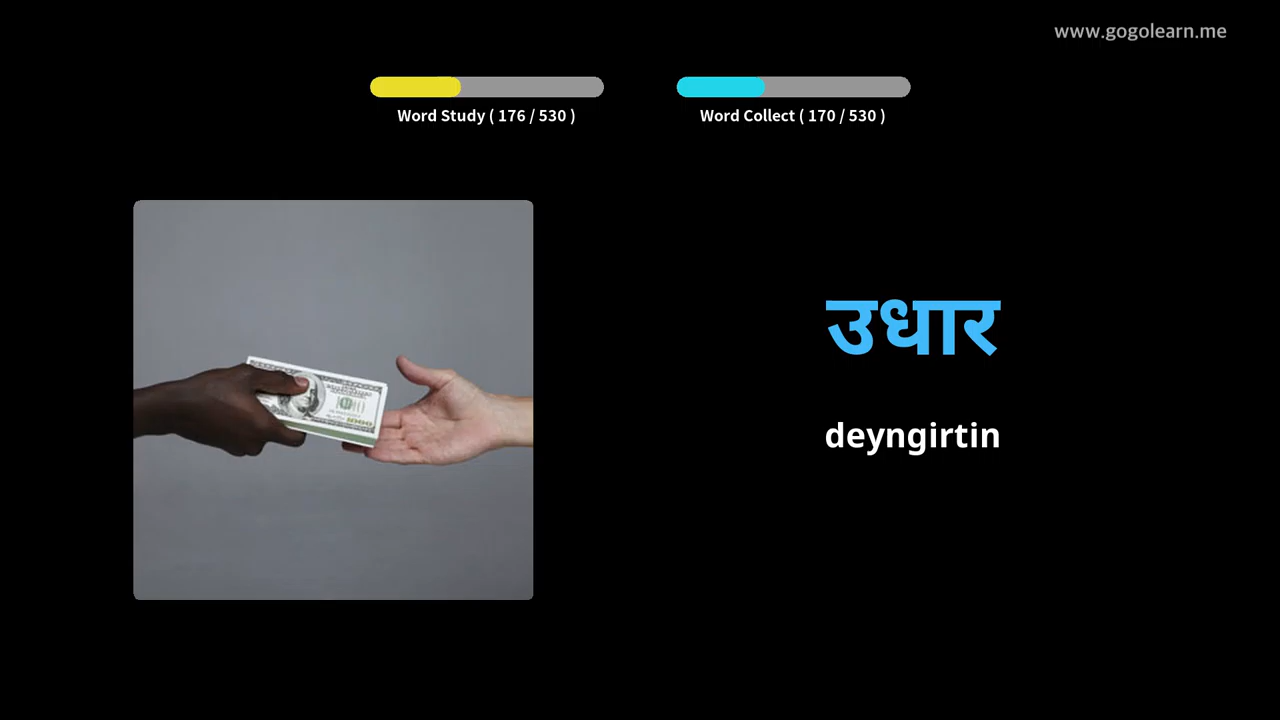 www.gogolearn.me
Word Study ( 176 / 530 )
Word Collect ( 170 / 530 )
उधार
deyngirtin